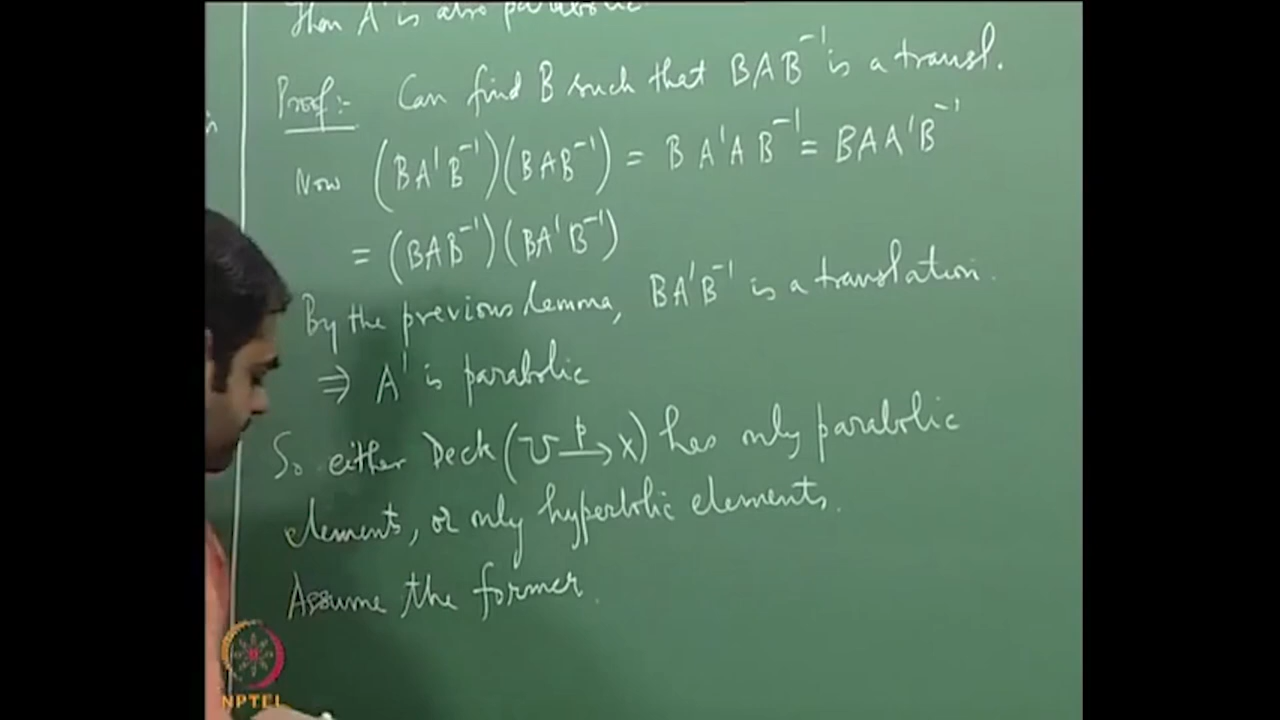 Then A' is also parabolic.
Proof:- Can find B such that BAB⁻¹ is a transl.
Now (BA'B⁻¹)(BAB⁻¹) = BA'AB⁻¹ = BAA'B⁻¹
= (BAB⁻¹)(BA'B⁻¹)
By the previous lemma, BA'B⁻¹ is a translation.
⇒ A' is parabolic
So either Deck(U →ᵖ X) has only parabolic
elements, or only hyperbolic elements.
Assume the former.
NPTEL